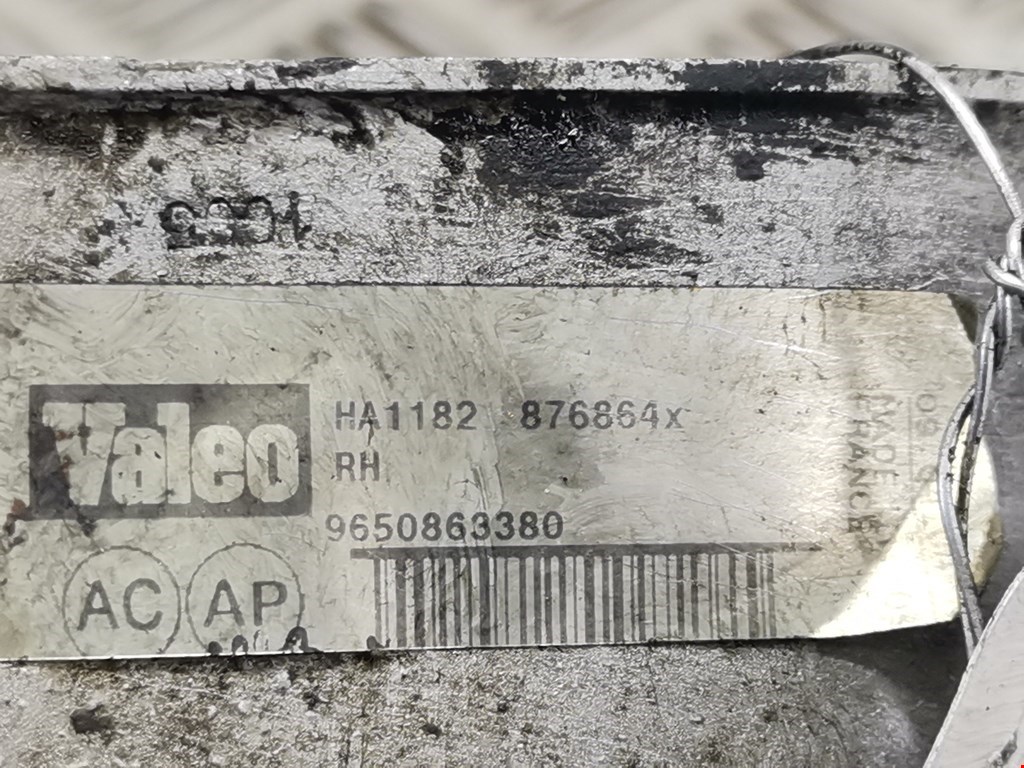 Valeo
HA1182 876864x
RH
9650863380
AC AP
MADE IN
FRANCE